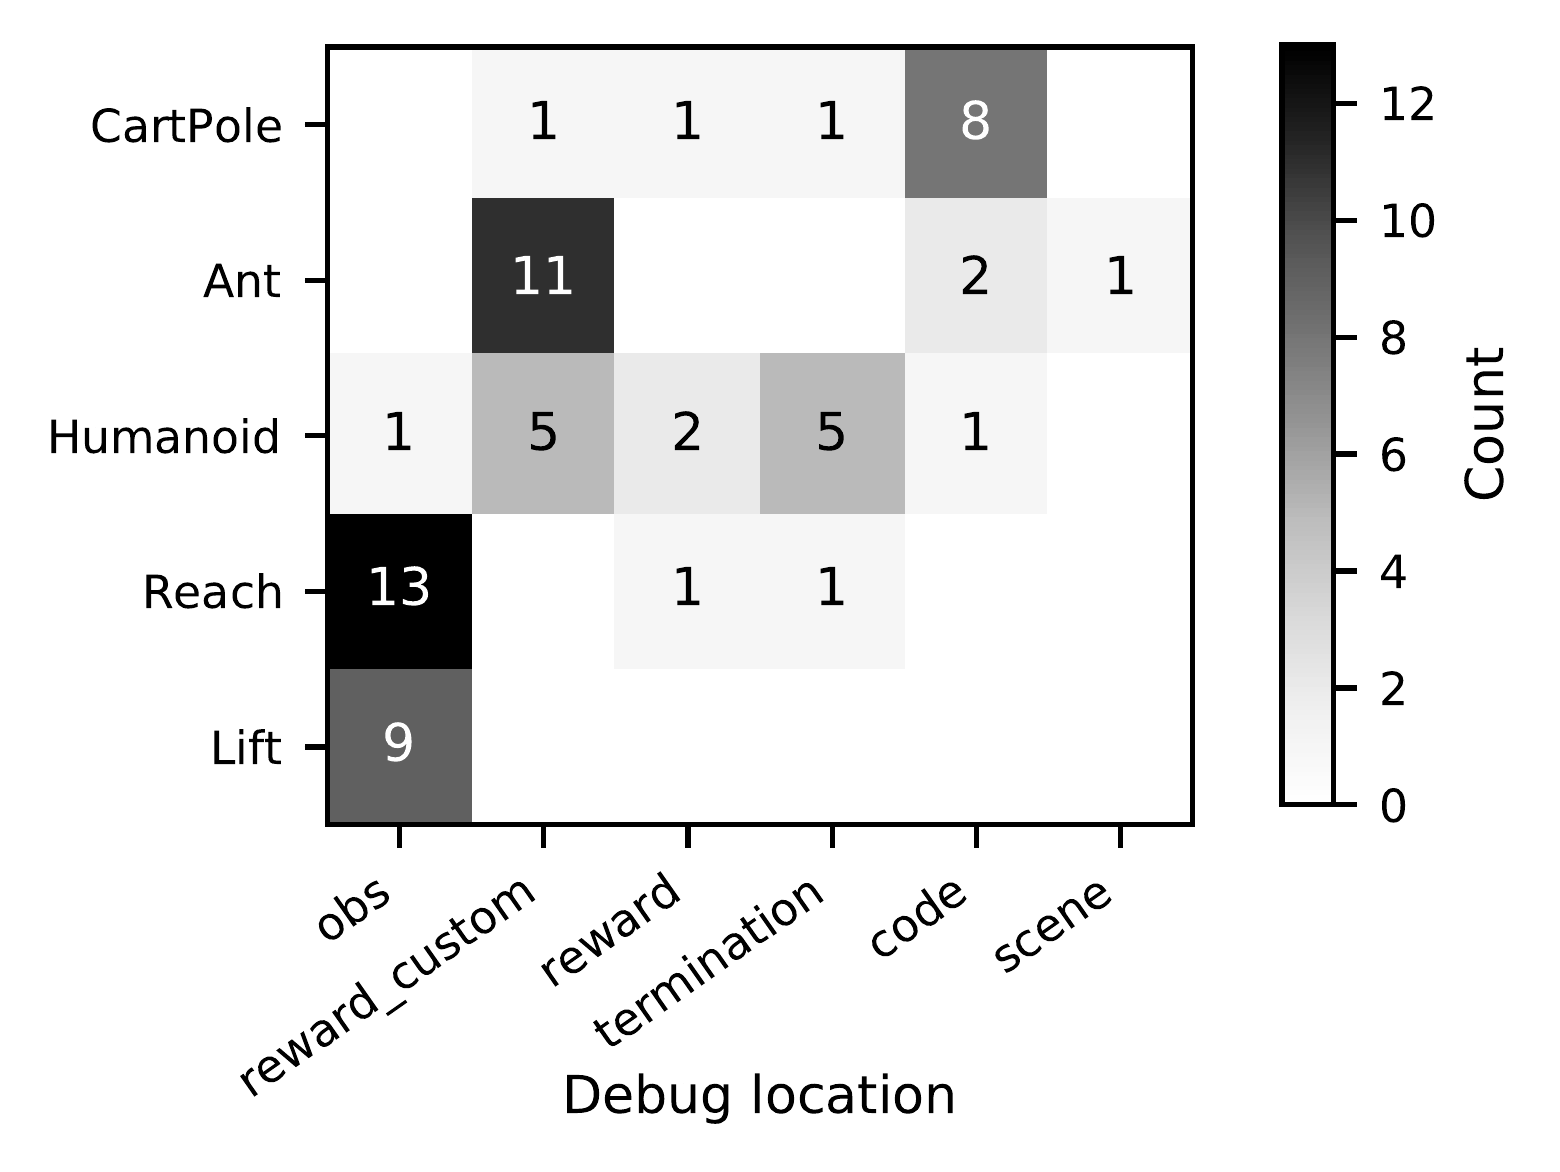 CartPole 1 1 1 8
Ant 11 2 1
Humanoid 1 5 2 5 1
Reach 13 1 1
Lift 9
obs
reward_custom
reward
termination
code
scene
Debug location
12
10
8
6
4
2
0
Count